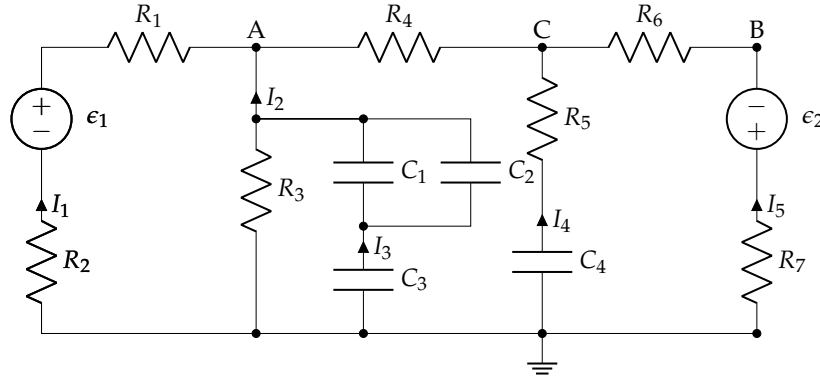 R1 A R4 C R6 B
+ − ϵ1 I2 R5 − + ϵ2
R3 C1 C2
I1 I3 I4 I5
R2 C3 C4 R7